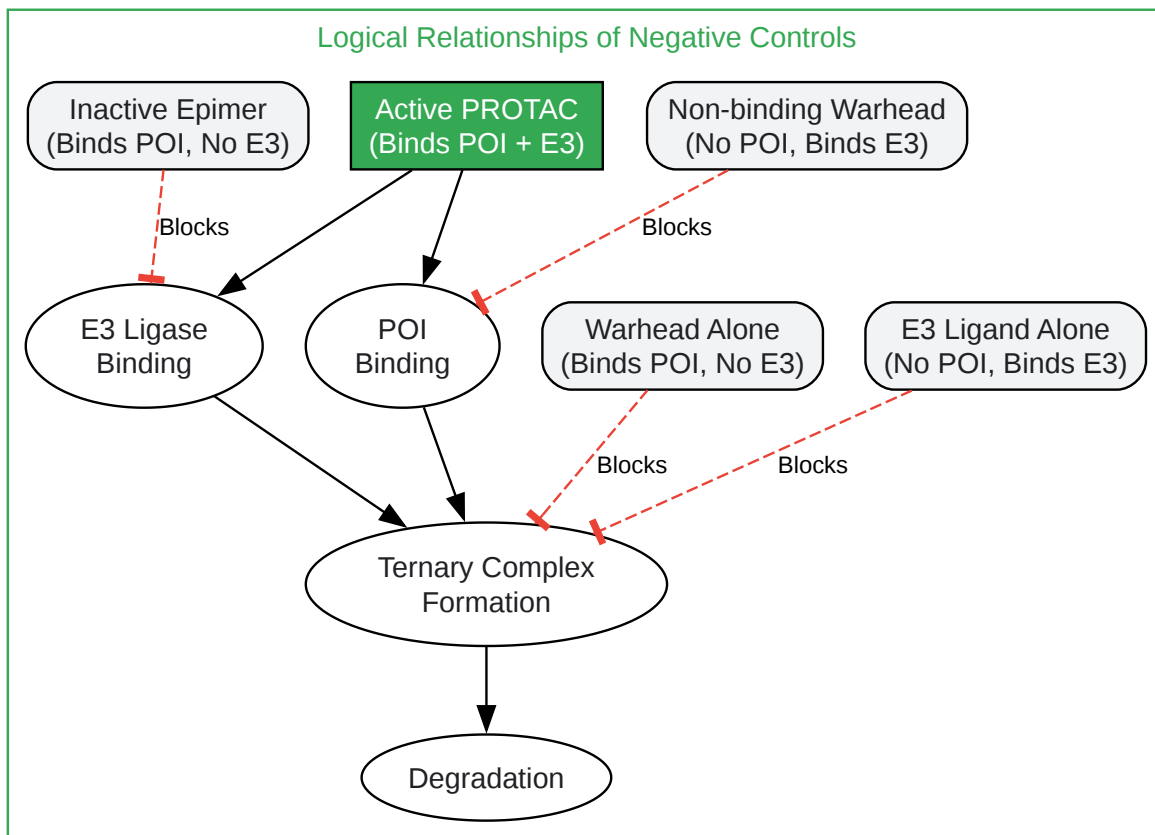 Logical Relationships of Negative Controls
Inactive Epimer
(Binds POI, No E3)
Active PROTAC
(Binds POI + E3)
Non-binding Warhead
(No POI, Binds E3)
Blocks
Blocks
E3 Ligase
Binding
POI
Binding
Warhead Alone
(Binds POI, No E3)
E3 Ligand Alone
(No POI, Binds E3)
Blocks
Blocks
Ternary Complex
Formation
Degradation